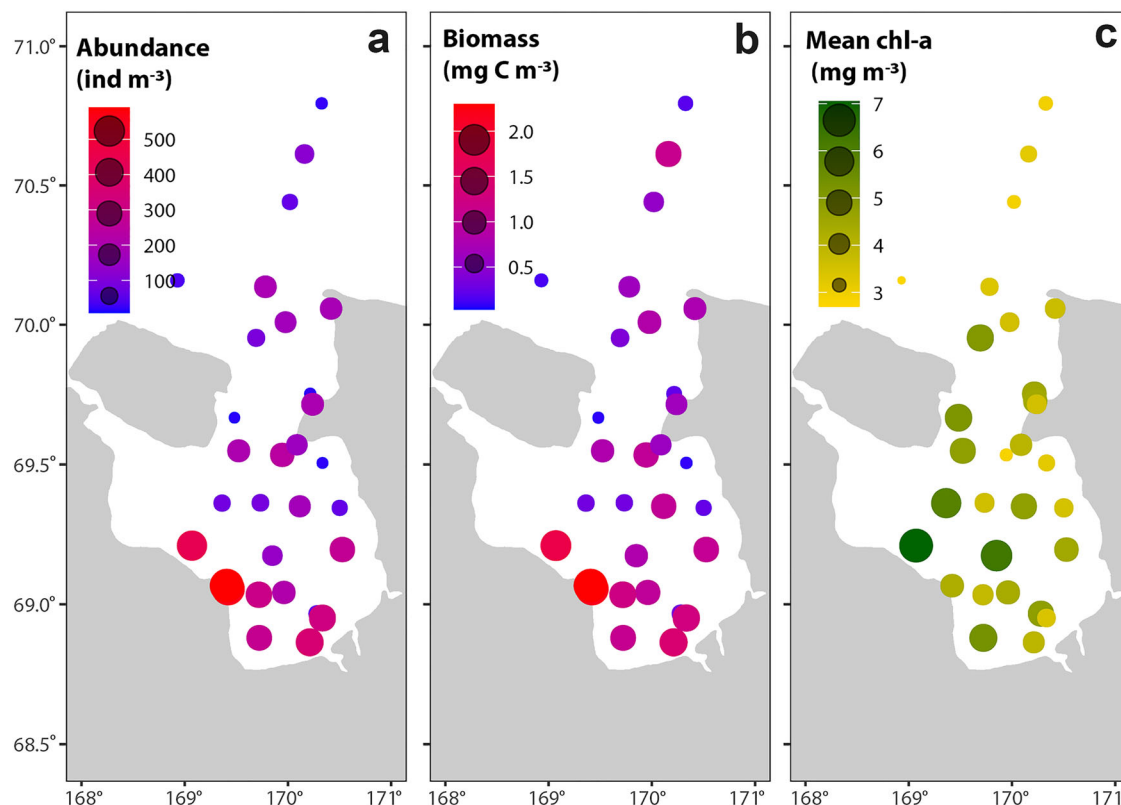 Abundance
(ind m⁻³)
a
500
400
300
200
100
Biomass
(mg C m⁻³)
b
2.0
1.5
1.0
0.5
Mean chl-a
(mg m⁻³)
c
7
6
5
4
3
71.0°
70.5°
70.0°
69.5°
69.0°
68.5°
168° 169° 170° 171°
168° 169° 170° 171°
168° 169° 170° 171°